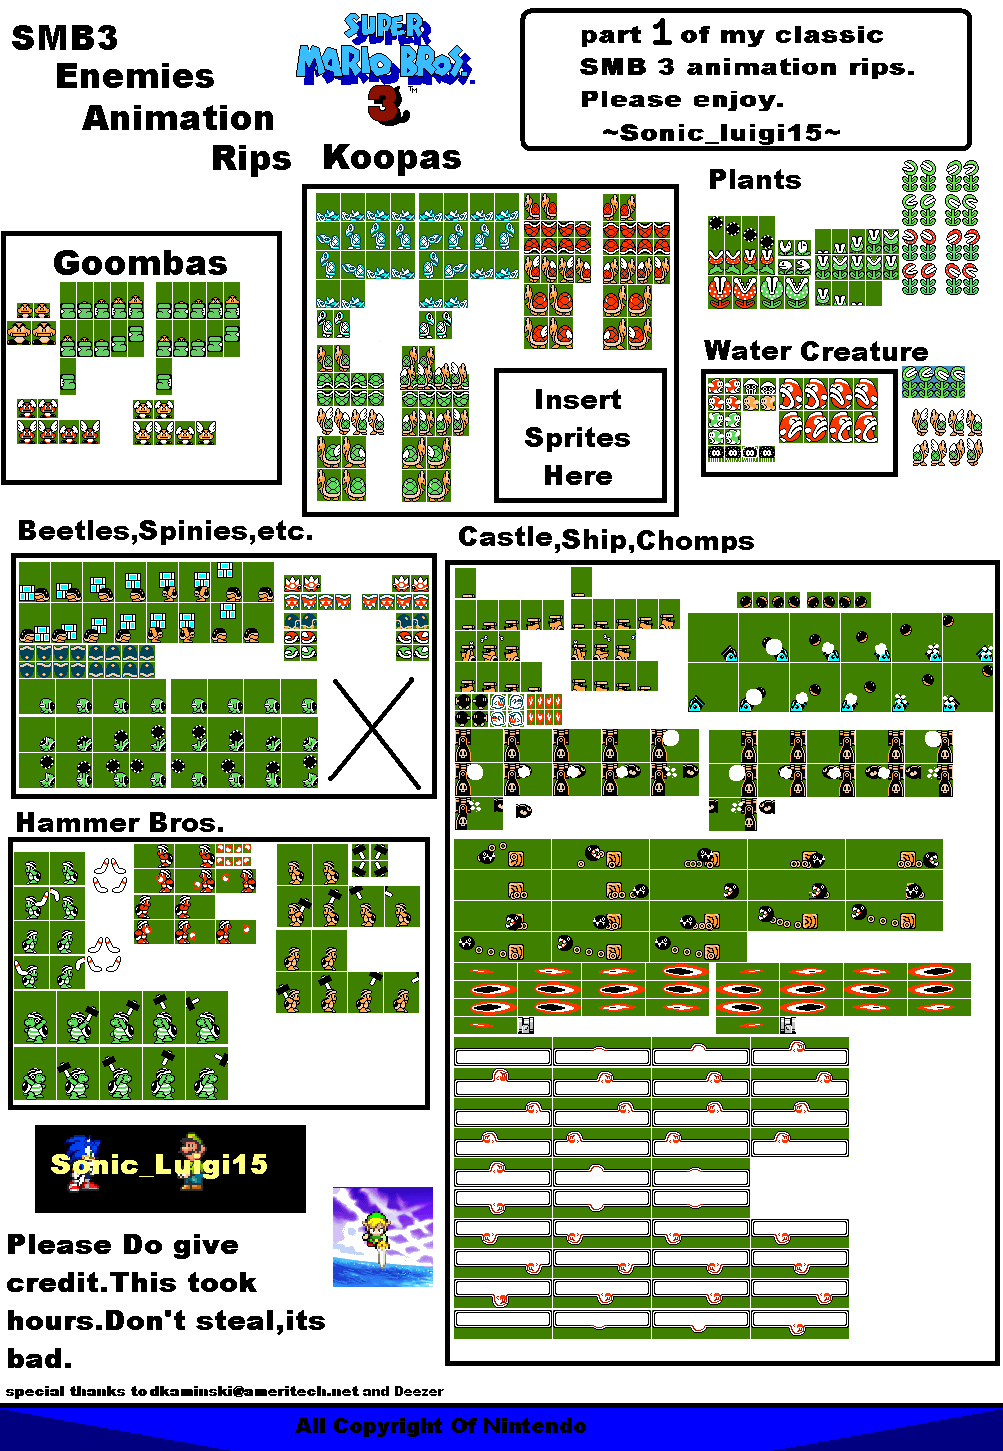 SMB3
Enemies
Animation
Rips
SUPER
MARIO BROS.
3
TM
part 1 of my classic
SMB 3 animation rips.
Please enjoy.
~Sonic_luigi15~
Koopas
Plants
Goombas
Water Creature
Insert
Sprites
Here
Beetles,Spinies,etc.
Castle,Ship,Chomps
Hammer Bros.
Sonic_Luigi15
Please Do give
credit.This took
hours.Don't steal,its
bad.
special thanks to dkaminski@ameritech.net and Deezer
All Copyright Of Nintendo